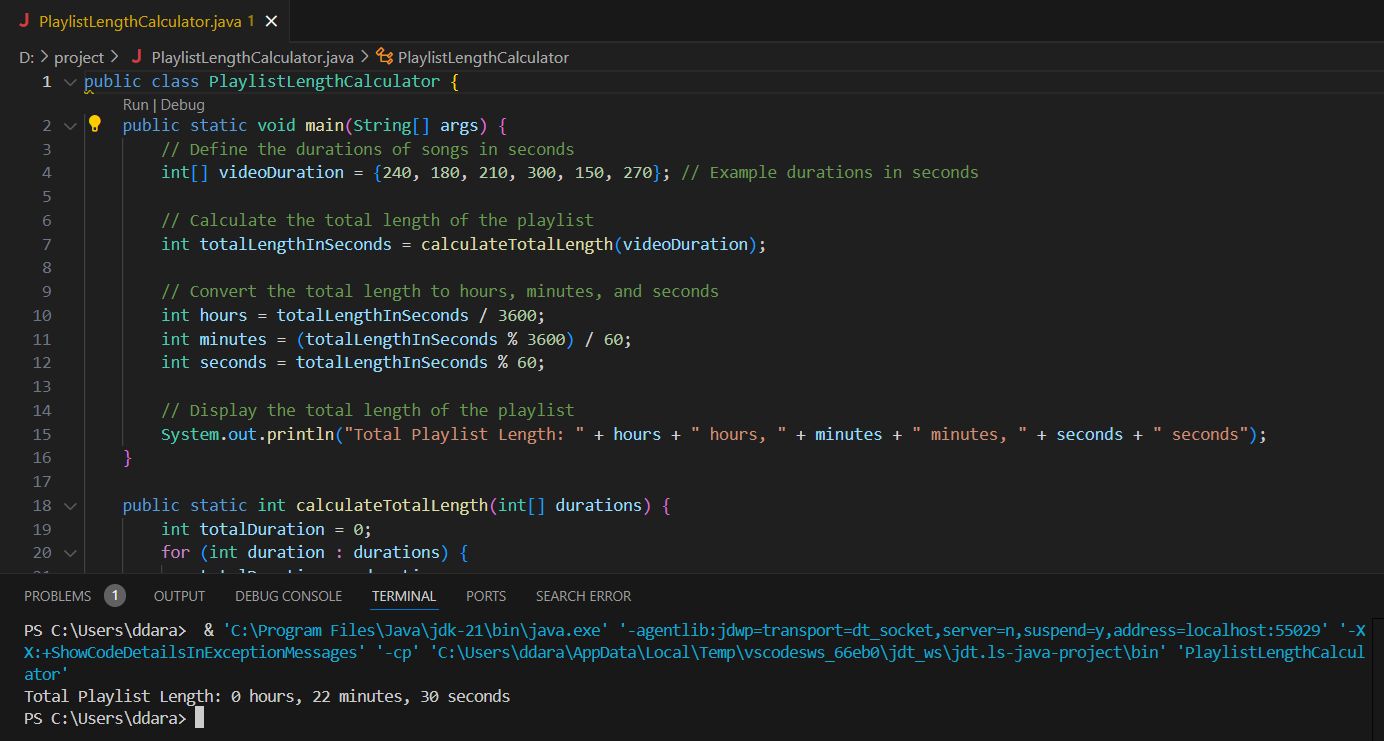 PlaylistLengthCalculator.java 1
D: > project > PlaylistLengthCalculator.java > PlaylistLengthCalculator
1 public class PlaylistLengthCalculator {
Run | Debug
2 public static void main(String[] args) {
3 // Define the durations of songs in seconds
4 int[] videoDuration = {240, 180, 210, 300, 150, 270}; // Example durations in seconds
5
6 // Calculate the total length of the playlist
7 int totalLengthInSeconds = calculateTotalLength(videoDuration);
8
9 // Convert the total length to hours, minutes, and seconds
10 int hours = totalLengthInSeconds / 3600;
11 int minutes = (totalLengthInSeconds % 3600) / 60;
12 int seconds = totalLengthInSeconds % 60;
13
14 // Display the total length of the playlist
15 System.out.println("Total Playlist Length: " + hours + " hours, " + minutes + " minutes, " + seconds + " seconds");
16 }
17
18 public static int calculateTotalLength(int[] durations) {
19 int totalDuration = 0;
20 for (int duration : durations) {
PROBLEMS 1 OUTPUT DEBUG CONSOLE TERMINAL PORTS SEARCH ERROR
PS C:\Users\ddara>  & 'C:\Program Files\Java\jdk-21\bin\java.exe' '-agentlib:jdwp=transport=dt_socket,server=n,suspend=y,address=localhost:55029' '-X
X:+ShowCodeDetailsInExceptionMessages' '-cp' 'C:\Users\ddara\AppData\Local\Temp\vscodesws_66eb0\jdt_ws\jdt.ls-java-project\bin' 'PlaylistLengthCalcul
ator'
Total Playlist Length: 0 hours, 22 minutes, 30 seconds
PS C:\Users\ddara>